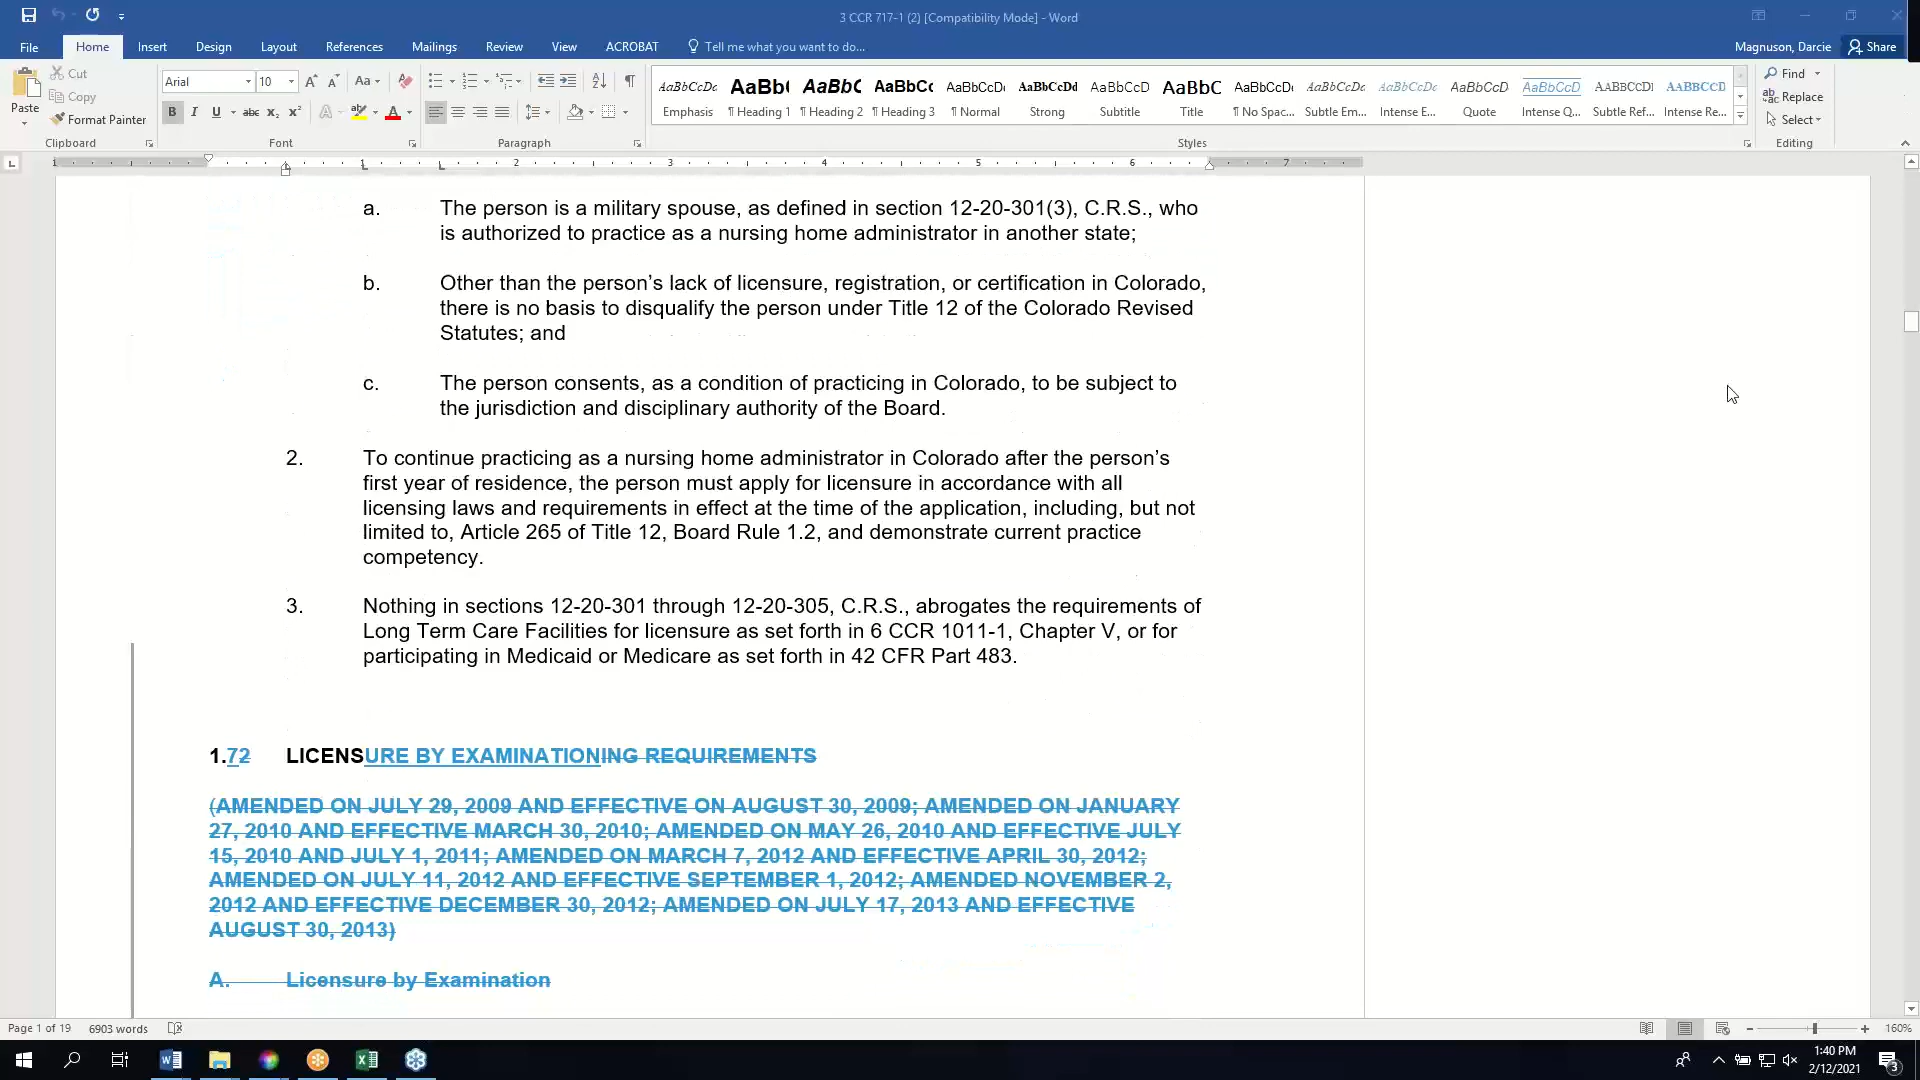 3 CCR 717-1 (2) [Compatibility Mode] - Word
File Home Insert Design Layout References Mailings Review View ACROBAT Tell me what you want to do... Magnuson, Darcie Share
Paste Cut Copy Format Painter
Arial 10
AaBbCcDc AaBbC AaBbC AaBbCc AaBbCcDc AaBbCcDd AaBbCcDc AaBbC AaBbCcDc AaBbCcDc AaBbCcDc AaBbCcDc AaBbCcD AABBCCDI AABBCCD
Emphasis ¶ Heading 1 ¶ Heading 2 ¶ Heading 3 ¶ Normal Strong Subtitle Title ¶ No Spac... Subtle Em... Intense E... Quote Intense Q... Subtle Ref... Intense Re...
Find Replace Select
Clipboard Font Paragraph Styles Editing
1 1 2 3 4 5 6 7
a. The person is a military spouse, as defined in section 12-20-301(3), C.R.S., who
is authorized to practice as a nursing home administrator in another state;
b. Other than the person’s lack of licensure, registration, or certification in Colorado,
there is no basis to disqualify the person under Title 12 of the Colorado Revised
Statutes; and
c. The person consents, as a condition of practicing in Colorado, to be subject to
the jurisdiction and disciplinary authority of the Board.
2. To continue practicing as a nursing home administrator in Colorado after the person’s
first year of residence, the person must apply for licensure in accordance with all
licensing laws and requirements in effect at the time of the application, including, but not
limited to, Article 265 of Title 12, Board Rule 1.2, and demonstrate current practice
competency.
3. Nothing in sections 12-20-301 through 12-20-305, C.R.S., abrogates the requirements of
Long Term Care Facilities for licensure as set forth in 6 CCR 1011-1, Chapter V, or for
participating in Medicaid or Medicare as set forth in 42 CFR Part 483.
1.72 LICENSURE BY EXAMINATIONING REQUIREMENTS
(AMENDED ON JULY 29, 2009 AND EFFECTIVE ON AUGUST 30, 2009; AMENDED ON JANUARY
27, 2010 AND EFFECTIVE MARCH 30, 2010; AMENDED ON MAY 26, 2010 AND EFFECTIVE JULY
15, 2010 AND JULY 1, 2011; AMENDED ON MARCH 7, 2012 AND EFFECTIVE APRIL 30, 2012;
AMENDED ON JULY 11, 2012 AND EFFECTIVE SEPTEMBER 1, 2012; AMENDED NOVEMBER 2,
2012 AND EFFECTIVE DECEMBER 30, 2012; AMENDED ON JULY 17, 2013 AND EFFECTIVE
AUGUST 30, 2013)
A. Licensure by Examination
Page 1 of 19 6903 words 160%
1:40 PM
2/12/2021
3